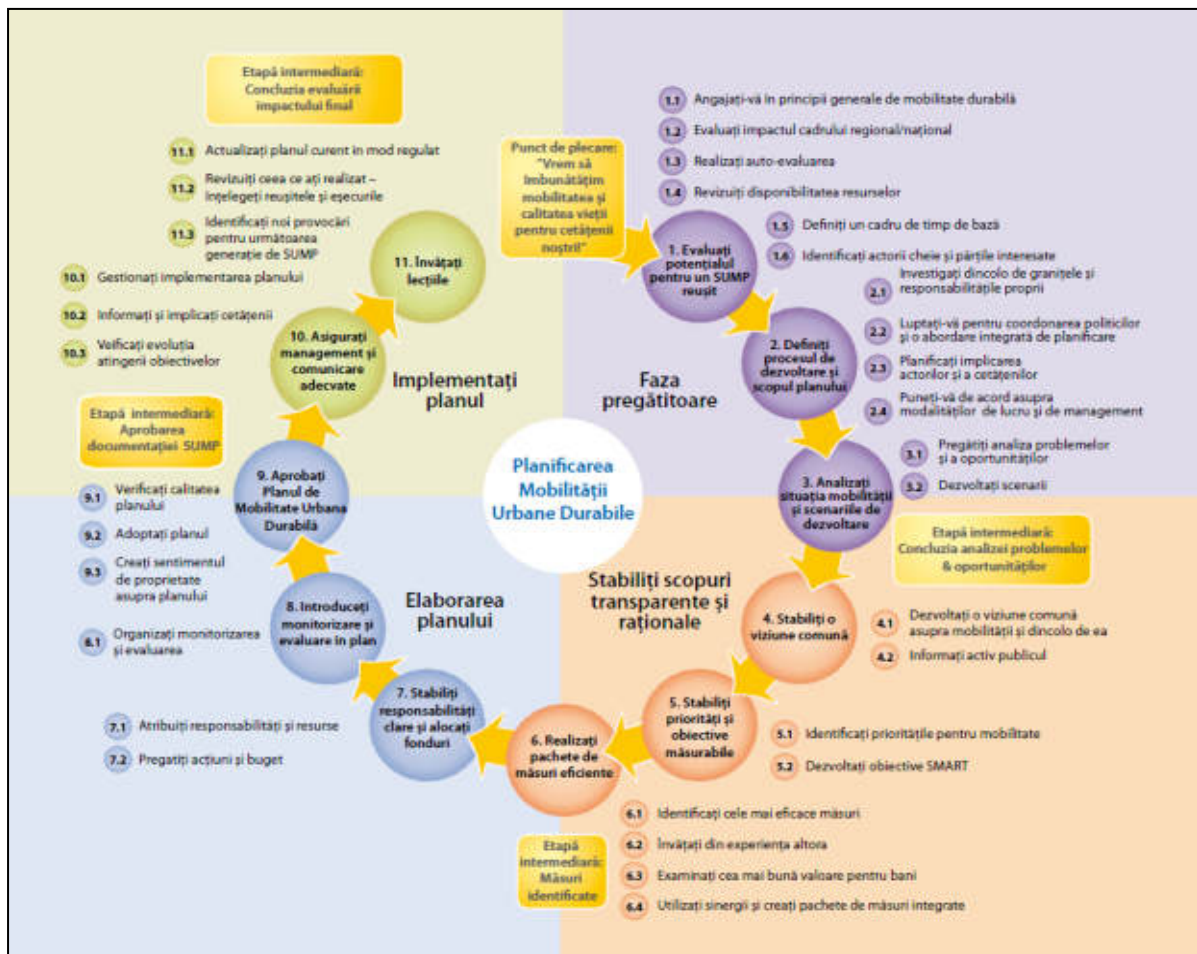 Etapă intermediară:
Concluzia evaluării
impactului final
11.1 Actualizați planul curent in mod regulat
11.2 Revizuiți ceea ce ați realizat –
înțelegeți reușitele și eșecurile
11.3 Identificați noi provocări
pentru următoarea
generație de SUMP
10.1 Gestionați implementarea planului
10.2 Informați și implicați cetățenii
10.3 Veificați evoluția
atingerii obiectivelor
11. Învățați
lecțiile
10. Asigurați
management și
comunicare
adecvate
Implementați
planul
Punct de plecare:
"Vrem să
îmbunătățim
mobilitatea și
calitatea vieții
pentru cetățenii
noștri!"
1.1 Angajați-vă în principii generale de mobilitate durabilă
1.2 Evaluați impactul cadrului regional/național
1.3 Realizați auto-evaluarea
1.4 Revizuiți disponibilitatea resurselor
1.5 Definiți un cadru de timp de bază
1.6 Identificați actorii cheie și părțile interesate
1. Evaluați
potențialul
pentru un SUMP
reușit
2.1 Investigați dincolo de granițele și
responsabilitățile proprii
2.2 Luptați-vă pentru coordonarea politicilor
și o abordare integrată de planificare
2.3 Planificați implicarea
actorilor și a cetățenilor
2.4 Puneți-vă de acord asupra
modalităților de lucru și de management
2. Definiți
procesul de
dezvoltare și
scopul planului
Faza
pregătitoare
3.1 Pregătiți analiza problemelor
și a oportunităților
3.2 Dezvoltați scenarii
3. Analizați
situația mobilității
și scenariile de
dezvoltare
Etapă intermediară:
Concluzia analizei problemelor
& oportunităților
Planificarea
Mobilității
Urbane Durabile
Stabiliți scopuri
transparente și
raționale
4. Stabiliți o
viziune comună
4.1 Dezvoltați o viziune comună
asupra mobilității și dincolo de ea
4.2 Informați activ publicul
5. Stabiliți
priorități și
obiective
măsurabile
5.1 Identificați prioritățile pentru mobilitate
5.2 Dezvoltați obiective SMART
6. Realizați
pachete de
măsuri eficiente
6.1 Identificați cele mai eficace măsuri
6.2 Învățați din experiența altora
6.3 Examinați cea mai bună valoare pentru bani
6.4 Utilizați sinergii și creați pachete de măsuri integrate
Etapă
intermediară:
Măsuri
identificate
Elaborarea
planului
7. Stabiliți
responsabilități
clare și alocați
fonduri
7.1 Atribuiți responsabilități și resurse
7.2 Pregatiți acțiuni și buget
8. Introduceți
monitorizare și
evaluare în plan
8.1 Organizați monitorizarea
și evaluarea
9. Aprobați
Planul de
Mobilitate Urbana
Durabilă
9.1 Verificați calitatea
planului
9.2 Adoptați planul
9.3 Creați sentimentul
de proprietate
asupra planului
Etapă intermediară:
Aprobarea
documentației SUMP